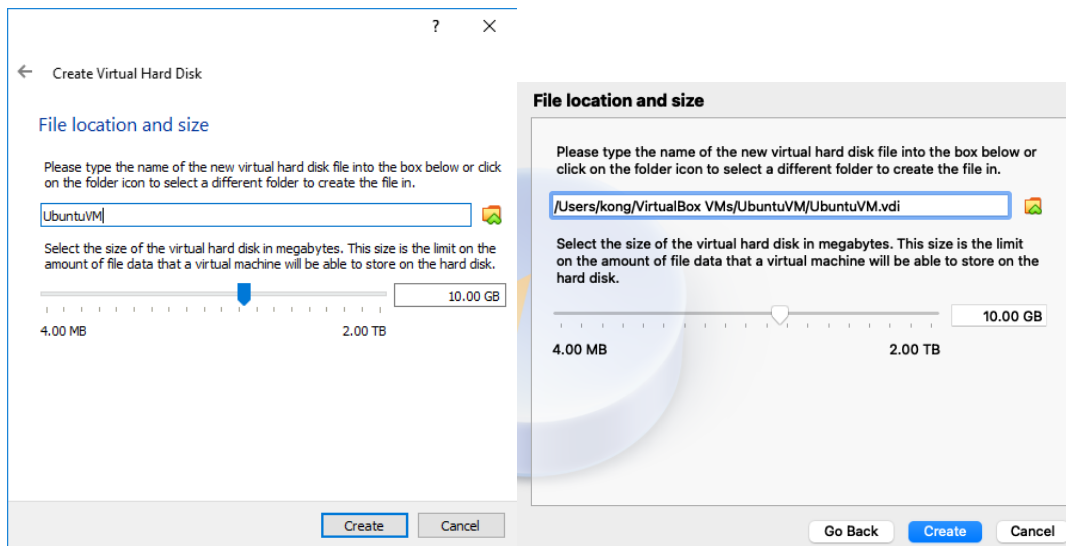 ?
Create Virtual Hard Disk
File location and size
Please type the name of the new virtual hard disk file into the box below or click
on the folder icon to select a different folder to create the file in.
UbuntuVM
Select the size of the virtual hard disk in megabytes. This size is the limit on the
amount of file data that a virtual machine will be able to store on the hard disk.
10.00 GB
4.00 MB 2.00 TB
Create Cancel
File location and size
Please type the name of the new virtual hard disk file into the box below or
click on the folder icon to select a different folder to create the file in.
/Users/kong/VirtualBox VMs/UbuntuVM/UbuntuVM.vdi
Select the size of the virtual hard disk in megabytes. This size is the limit
on the amount of file data that a virtual machine will be able to store on the
hard disk.
10.00 GB
4.00 MB 2.00 TB
Go Back Create Cancel